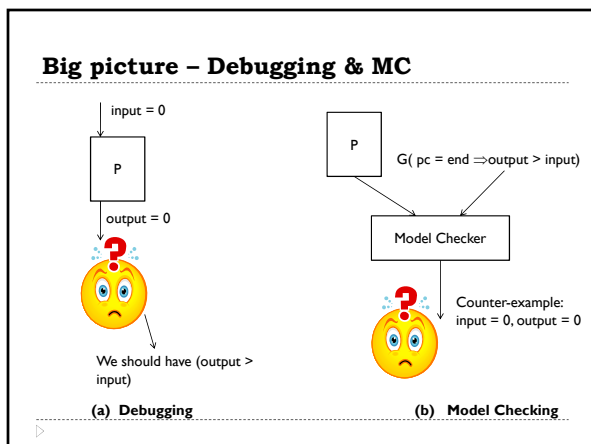 Big picture – Debugging & MC
input = 0
P
output = 0
?
We should have (output >
input)
(a) Debugging
P
G( pc = end ⇒output > input)
Model Checker
?
Counter-example:
input = 0, output = 0
(b) Model Checking